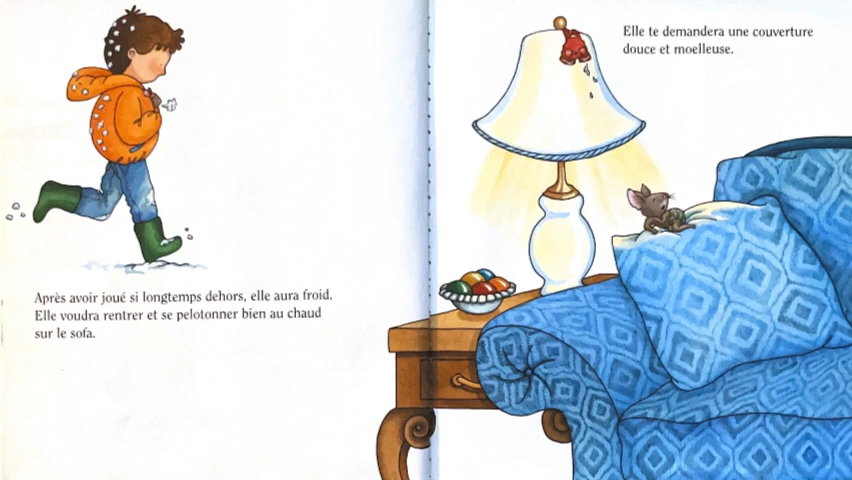 Après avoir joué si longtemps dehors, elle aura froid.
Elle voudra rentrer et se pelotonner bien au chaud
sur le sofa.
Elle te demandera une couverture
douce et moelleuse.